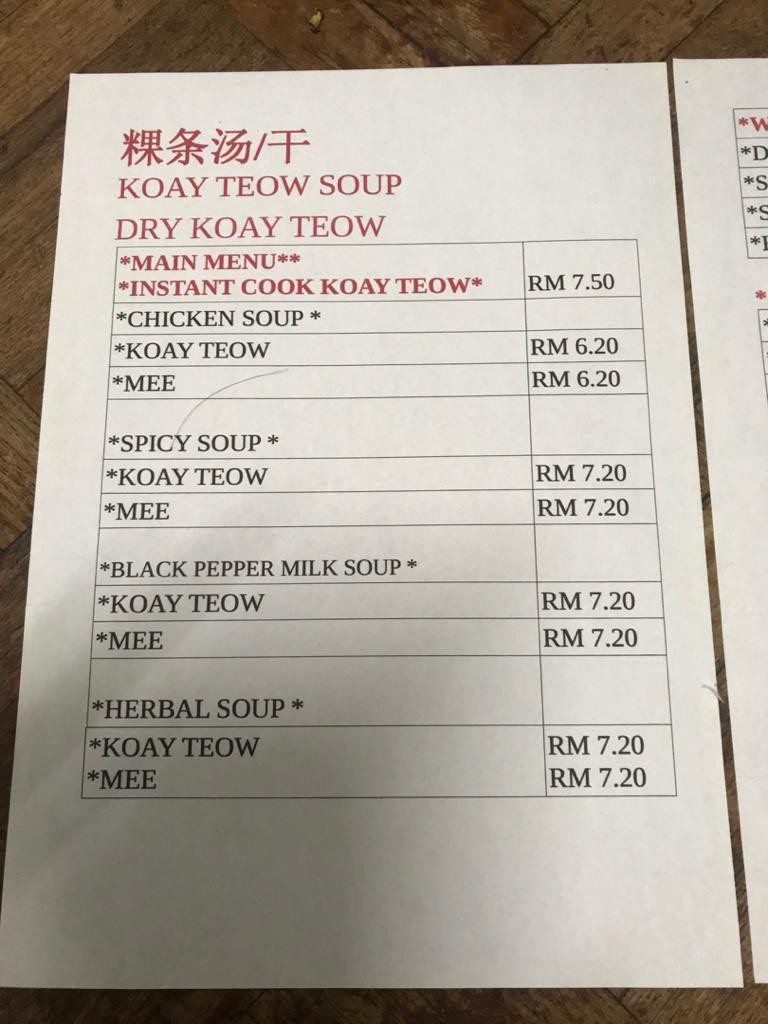 粿条汤/干
KOAY TEOW SOUP
DRY KOAY TEOW
*MAIN MENU**
*INSTANT COOK KOAY TEOW* RM 7.50
*CHICKEN SOUP *
*KOAY TEOW RM 6.20
*MEE RM 6.20
*SPICY SOUP *
*KOAY TEOW RM 7.20
*MEE RM 7.20
*BLACK PEPPER MILK SOUP *
*KOAY TEOW RM 7.20
*MEE RM 7.20
*HERBAL SOUP *
*KOAY TEOW RM 7.20
*MEE RM 7.20